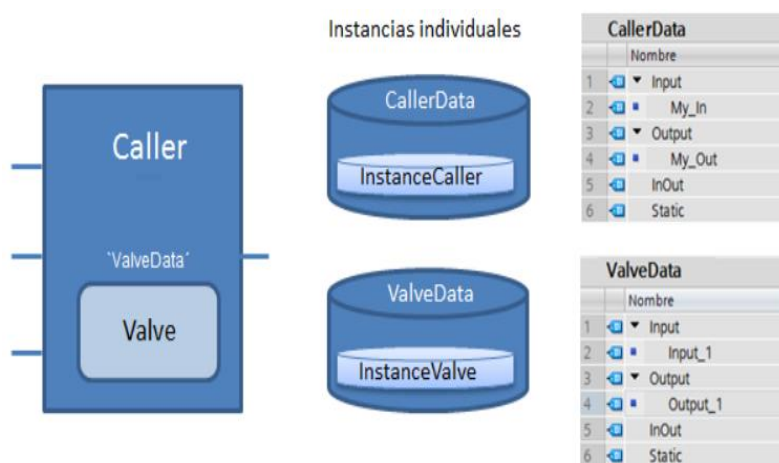 Instancias individuales
Caller
`ValveData´
Valve
CallerData
InstanceCaller
ValveData
InstanceValve
CallerData
Nombre
1 Input
2 My_In
3 Output
4 My_Out
5 InOut
6 Static
ValveData
Nombre
1 Input
2 Input_1
3 Output
4 Output_1
5 InOut
6 Static